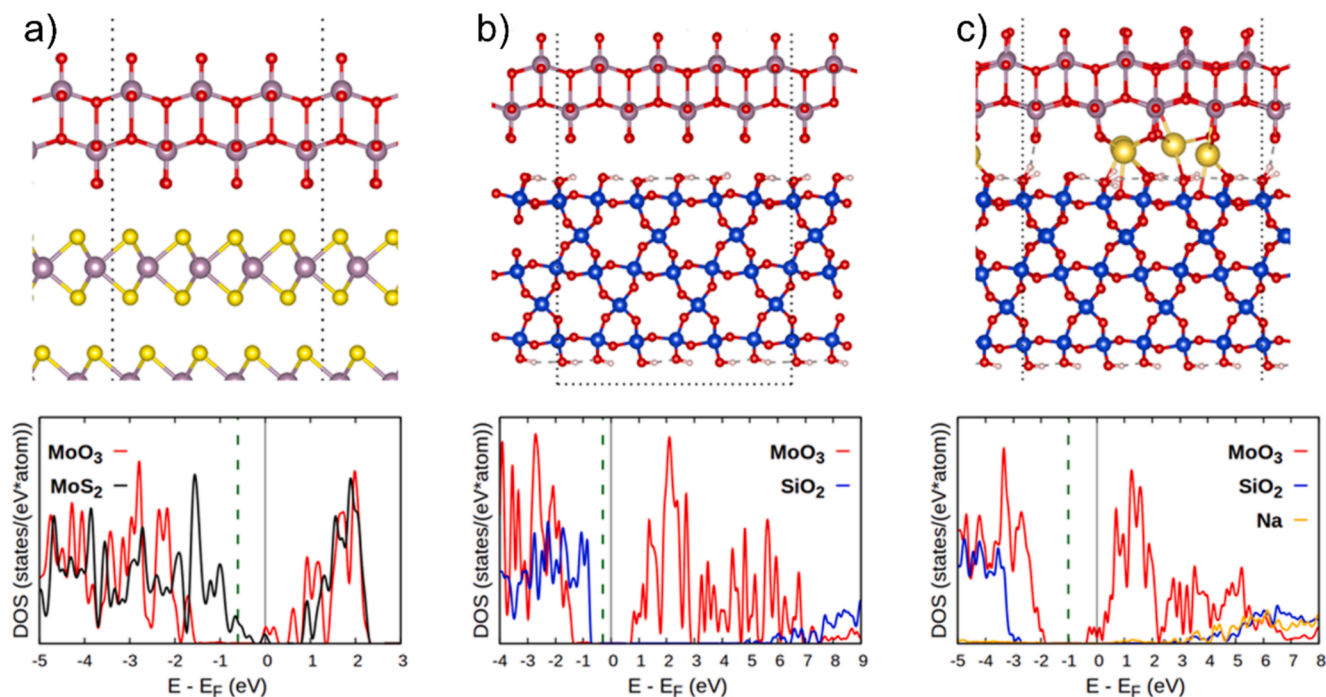 a)
b)
c)
DOS (states/(eV*atom))
MoO₃
MoS₂
-5 -4 -3 -2 -1 0 1 2 3
E - E_F (eV)
DOS (states/(eV*atom))
MoO₃
SiO₂
-4 -3 -2 -1 0 1 2 3 4 5 6 7 8 9
E - E_F (eV)
DOS (states/(eV*atom))
MoO₃
SiO₂
Na
-5 -4 -3 -2 -1 0 1 2 3 4 5 6 7 8
E - E_F (eV)